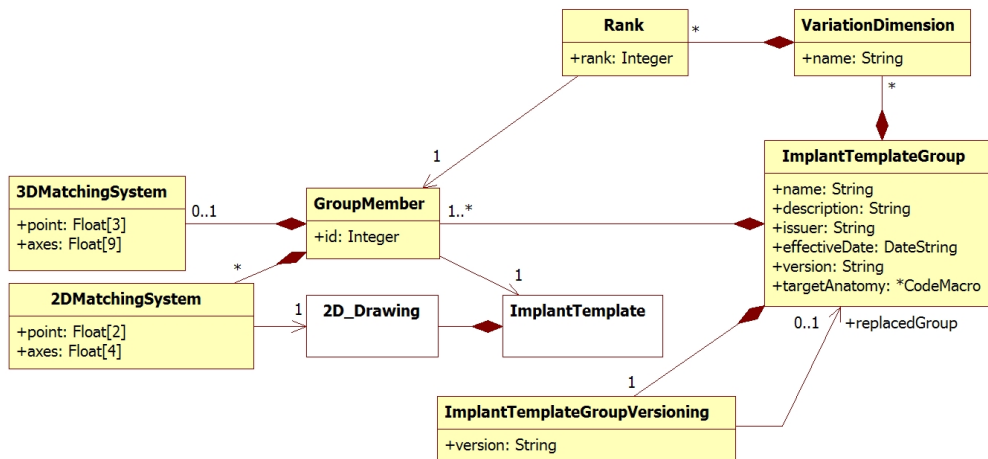 Rank
+rank: Integer
*
VariationDimension
+name: String
*
1
ImplantTemplateGroup
+name: String
+description: String
+issuer: String
+effectiveDate: DateString
+version: String
+targetAnatomy: *CodeMacro
3DMatchingSystem
+point: Float[3]
+axes: Float[9]
0..1
GroupMember
+id: Integer
1..*
*
1
2DMatchingSystem
+point: Float[2]
+axes: Float[4]
1
2D_Drawing
ImplantTemplate
0..1
+replacedGroup
1
ImplantTemplateGroupVersioning
+version: String